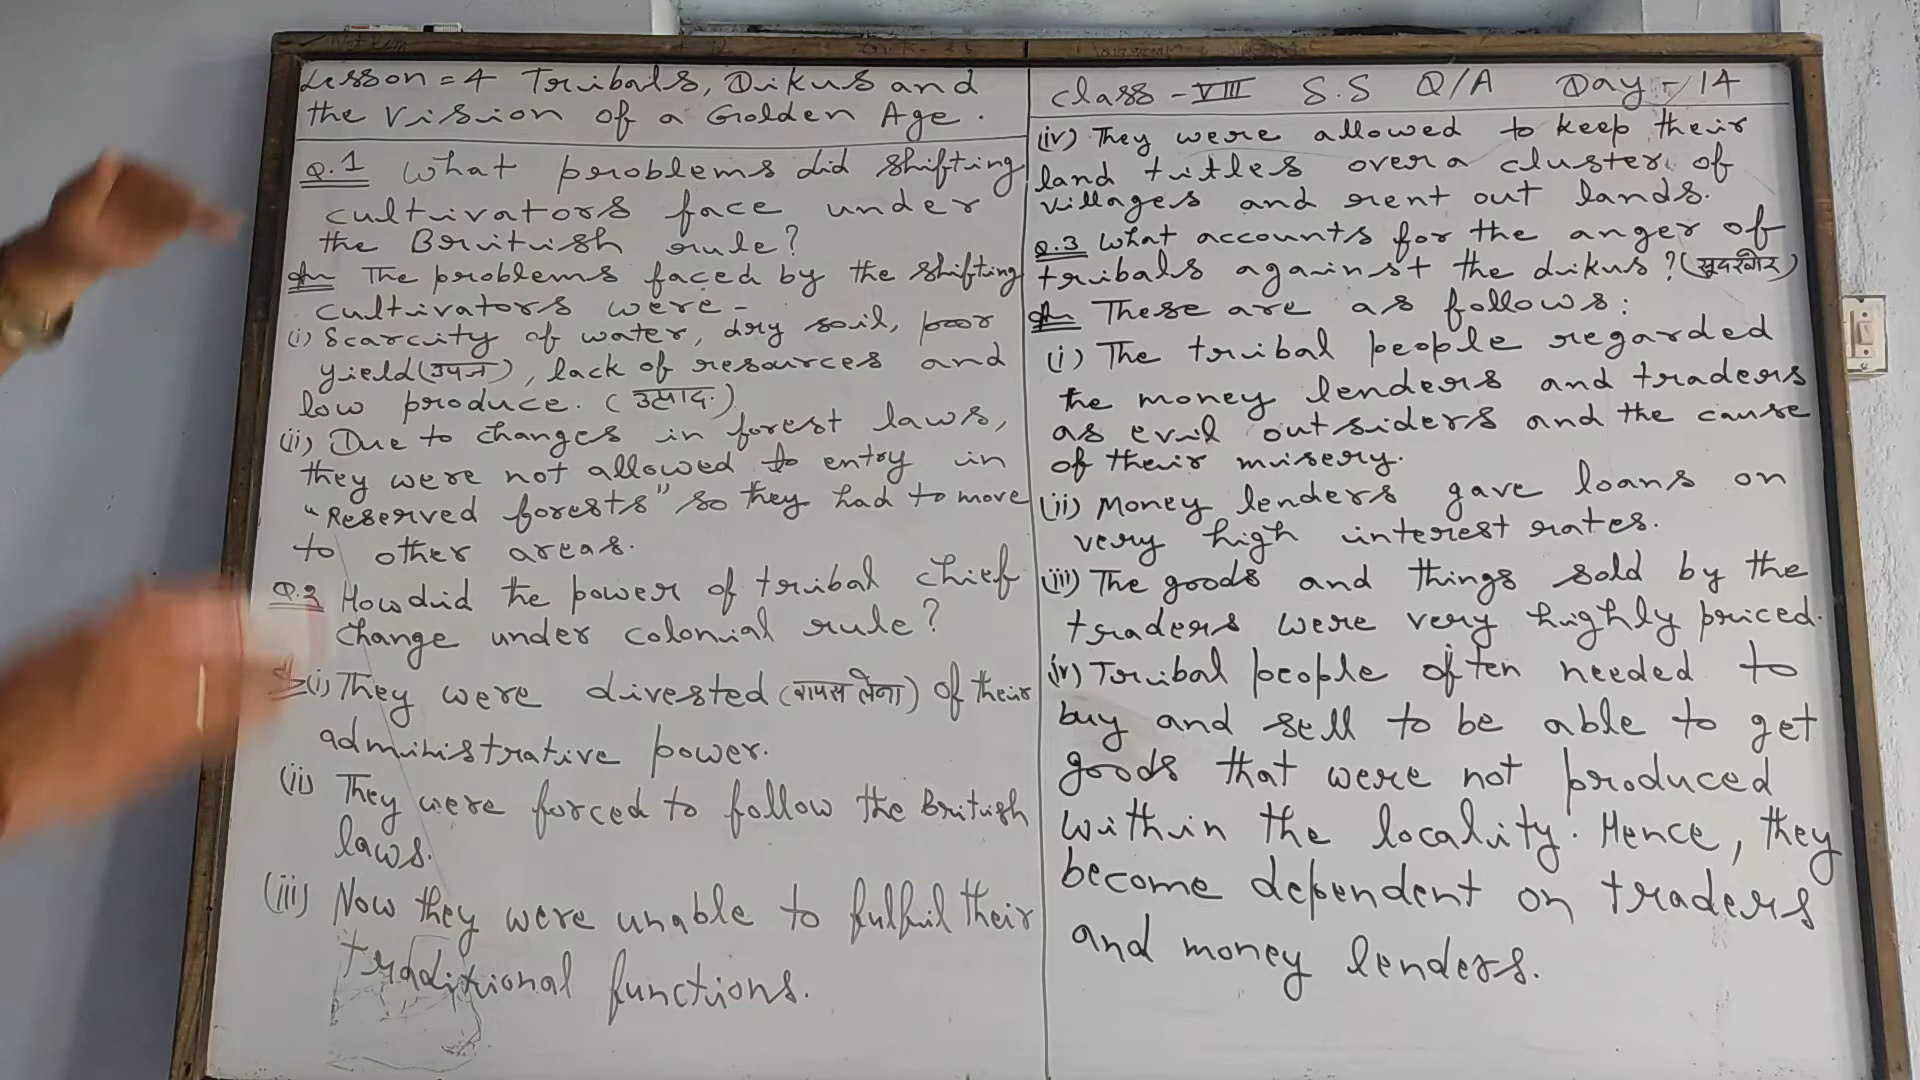 Lesson = 4 Tribals, Dikus and
the Vision of a Golden Age.
Q.1 What problems did shifting
cultivators face under
the British rule?
Ans The problems faced by the shifting
cultivators were -
(i) Scarcity of water, dry soil, poor
yield (उपज), lack of resources and
low produce. (उत्पाद)
(ii) Due to changes in forest laws,
they were not allowed to entry in
"Reserved forests" so they had to move
to other areas.
Q.2 How did the power of tribal chief
change under colonial rule?
(i) They were divested (वापस लेना) of their
administrative power.
(ii) They were forced to follow the British
laws.
(iii) Now they were unable to fulfuil their
traditional functions.
Class - VIII S.S Q/A Day - 14
(iv) They were allowed to keep their
land tuitles over a cluster of
villages and rent out lands.
Q.3 What accounts for the anger of
tribals against the dikus? (सूदखोर)
Ans These are as follows:
(i) The tribal people regarded
the money lenders and traders
as evil outsiders and the cause
of their misery.
(ii) Money lenders gave loans on
very high interest rates.
(iii) The goods and things sold by the
traders were very highly priced.
(iv) Tribal people often needed to
buy and sell to be able to get
goods that were not produced
within the locality. Hence, they
become dependent on traders
and money lenders.